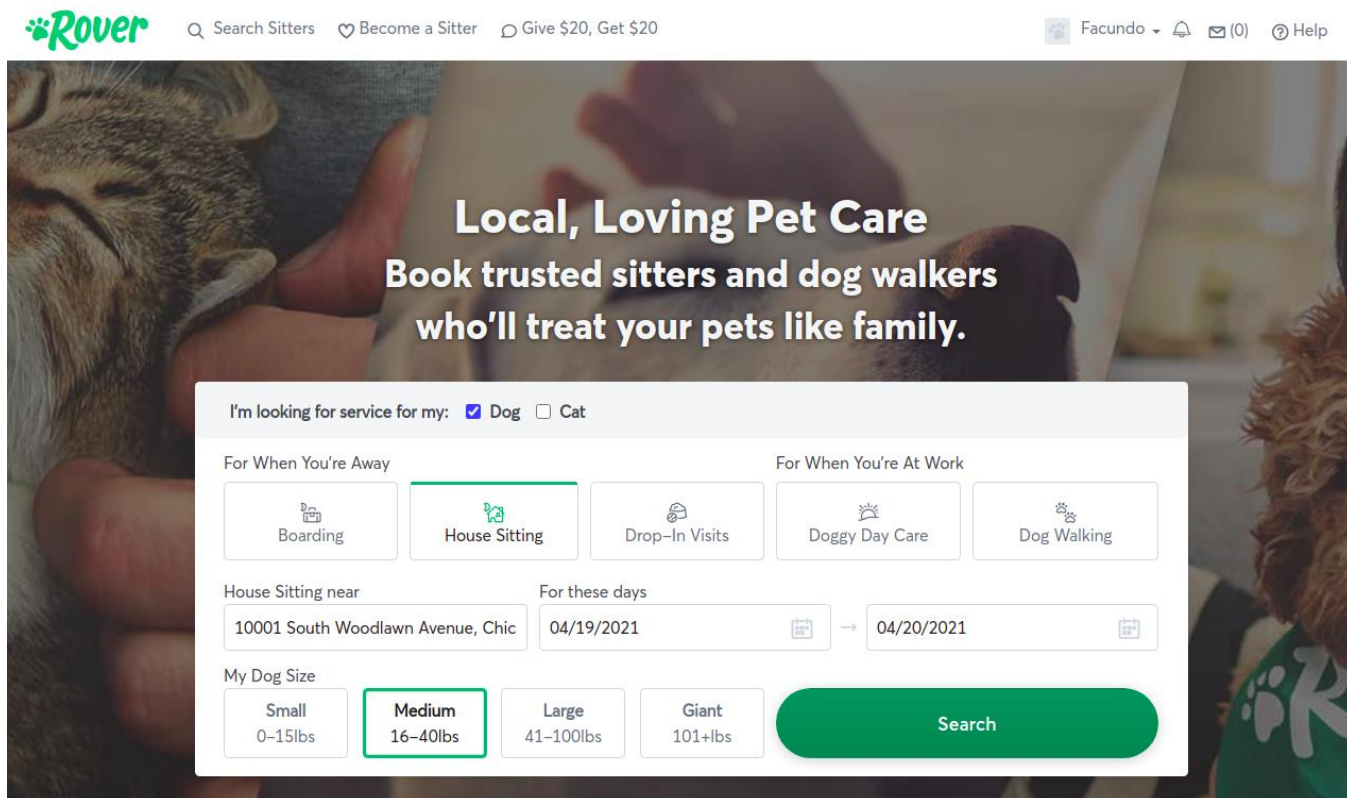 Rover Search Sitters Become a Sitter Give $20, Get $20 Facundo (0) Help
Local, Loving Pet Care
Book trusted sitters and dog walkers
who'll treat your pets like family.
I'm looking for service for my: Dog Cat
For When You're Away For When You're At Work
Boarding House Sitting Drop-In Visits Doggy Day Care Dog Walking
House Sitting near For these days
10001 South Woodlawn Avenue, Chic 04/19/2021 → 04/20/2021
My Dog Size
Small Medium Large Giant
0–15lbs 16–40lbs 41–100lbs 101+lbs
Search
R